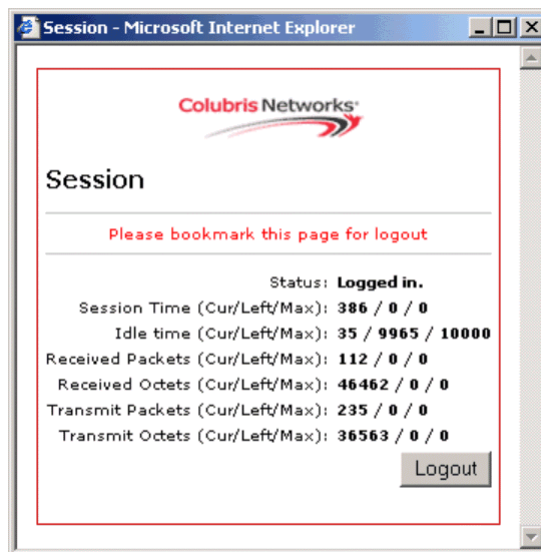 Session - Microsoft Internet Explorer
Colubris Networks
Session
Please bookmark this page for logout
Status: Logged in.
Session Time (Cur/Left/Max): 386 / 0 / 0
Idle time (Cur/Left/Max): 35 / 9965 / 10000
Received Packets (Cur/Left/Max): 112 / 0 / 0
Received Octets (Cur/Left/Max): 46462 / 0 / 0
Transmit Packets (Cur/Left/Max): 235 / 0 / 0
Transmit Octets (Cur/Left/Max): 36563 / 0 / 0
Logout